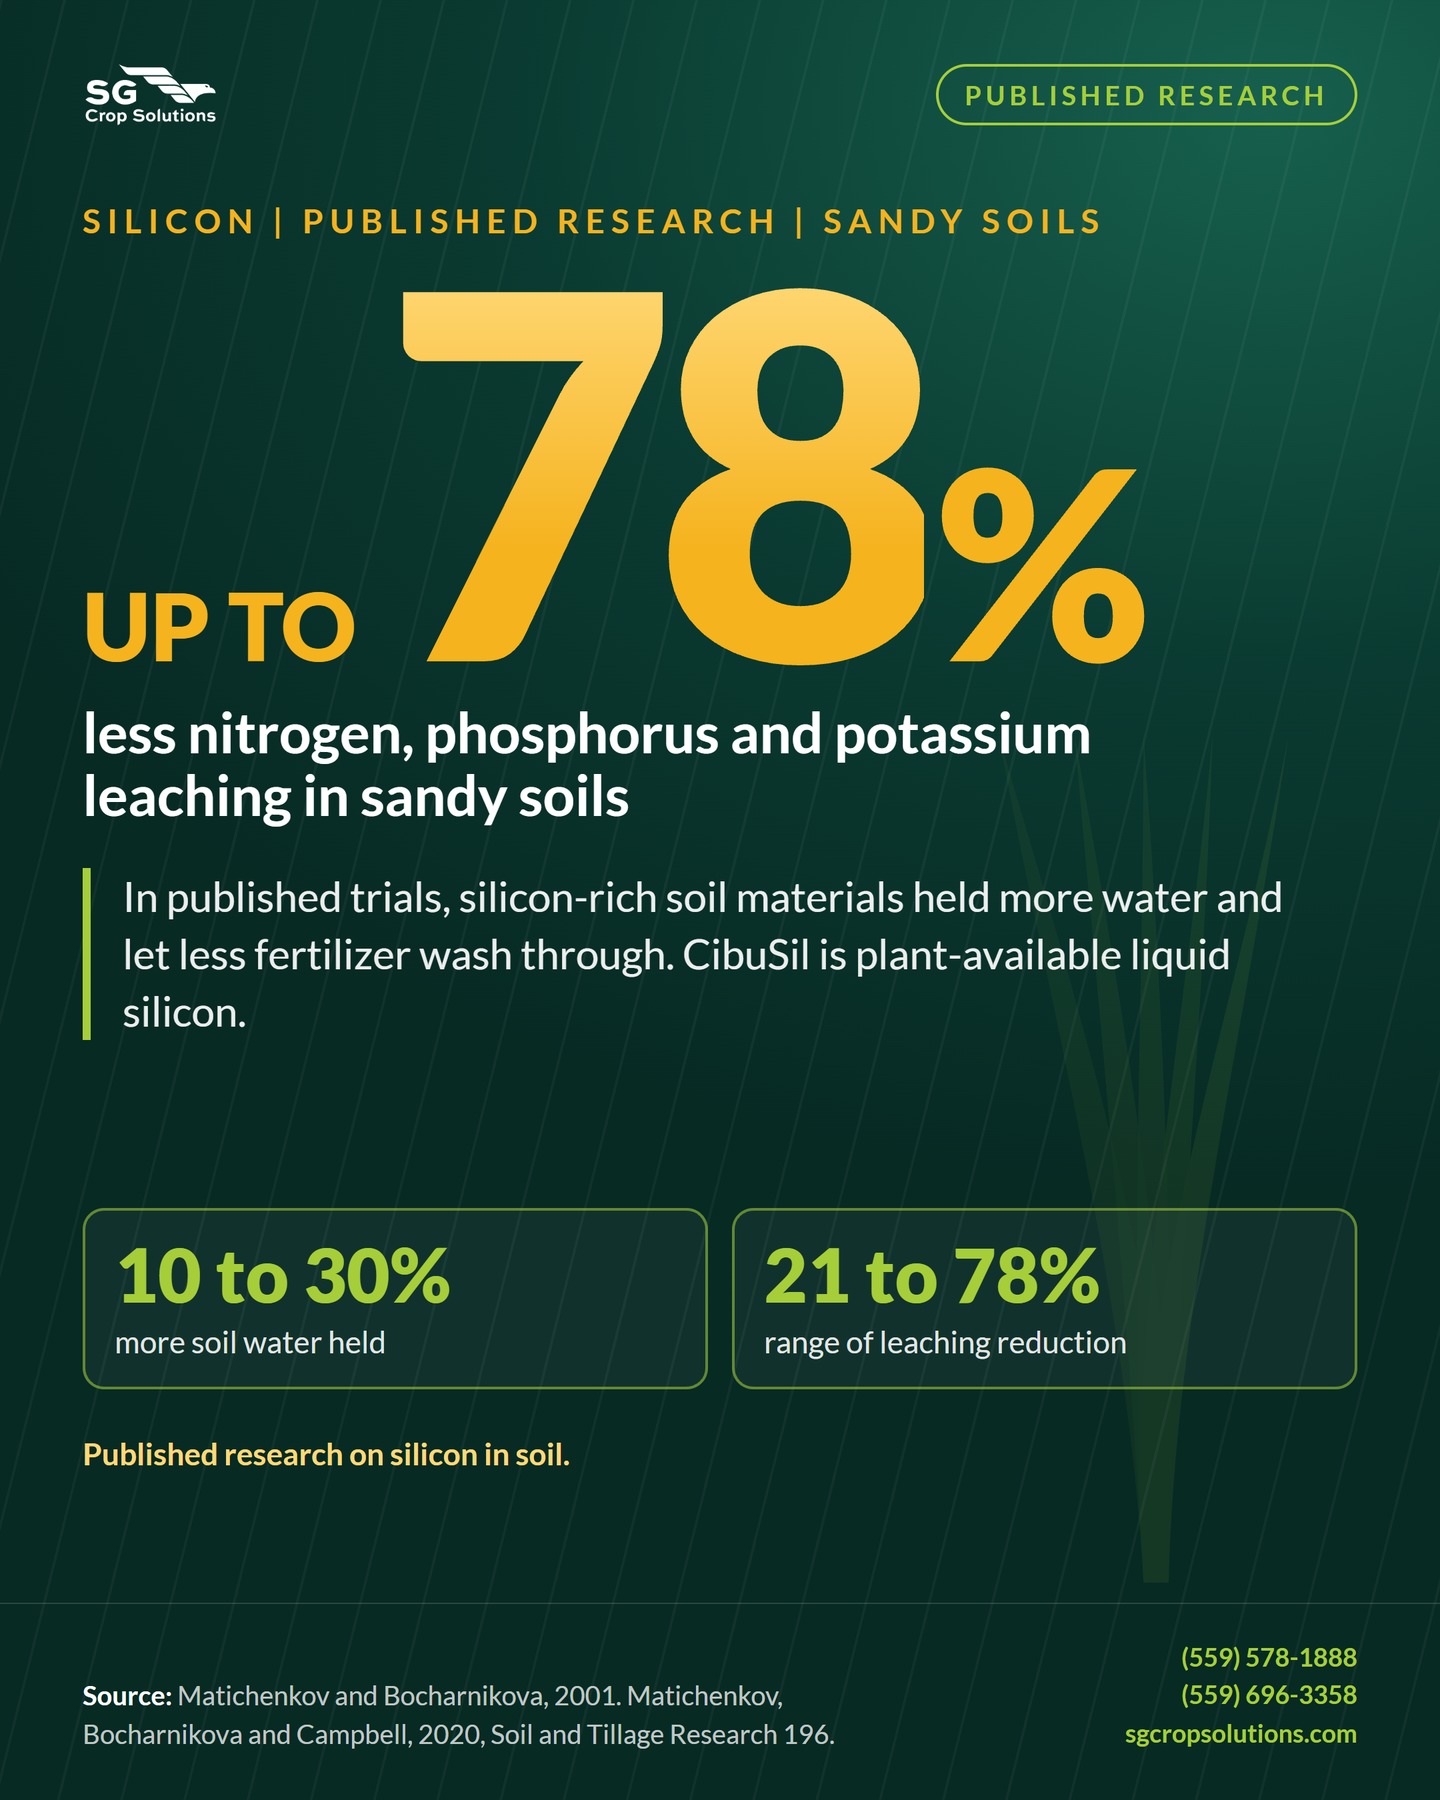 SG
Crop Solutions
PUBLISHED RESEARCH
SILICON | PUBLISHED RESEARCH | SANDY SOILS
UP TO 78%
less nitrogen, phosphorus and potassium
leaching in sandy soils
In published trials, silicon-rich soil materials held more water and
let less fertilizer wash through. CibuSil is plant-available liquid
silicon.
10 to 30%
more soil water held
21 to 78%
range of leaching reduction
Published research on silicon in soil.
Source: Matichenkov and Bocharnikova, 2001. Matichenkov,
Bocharnikova and Campbell, 2020, Soil and Tillage Research 196.
(559) 578-1888
(559) 696-3358
sgcropsolutions.com